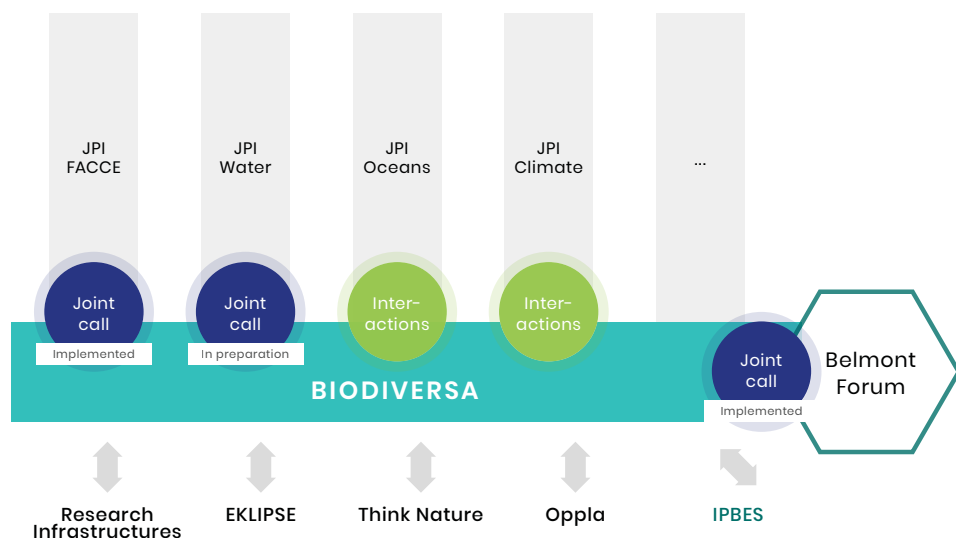 JPI
FACCE
JPI
Water
JPI
Oceans
JPI
Climate
...
Joint
call
Implemented
Joint
call
In preparation
Inter-
actions
Inter-
actions
BIODIVERSA
Joint
call
Implemented
Belmont
Forum
Research
Infrastructures
EKLIPSE
Think Nature
Oppla
IPBES